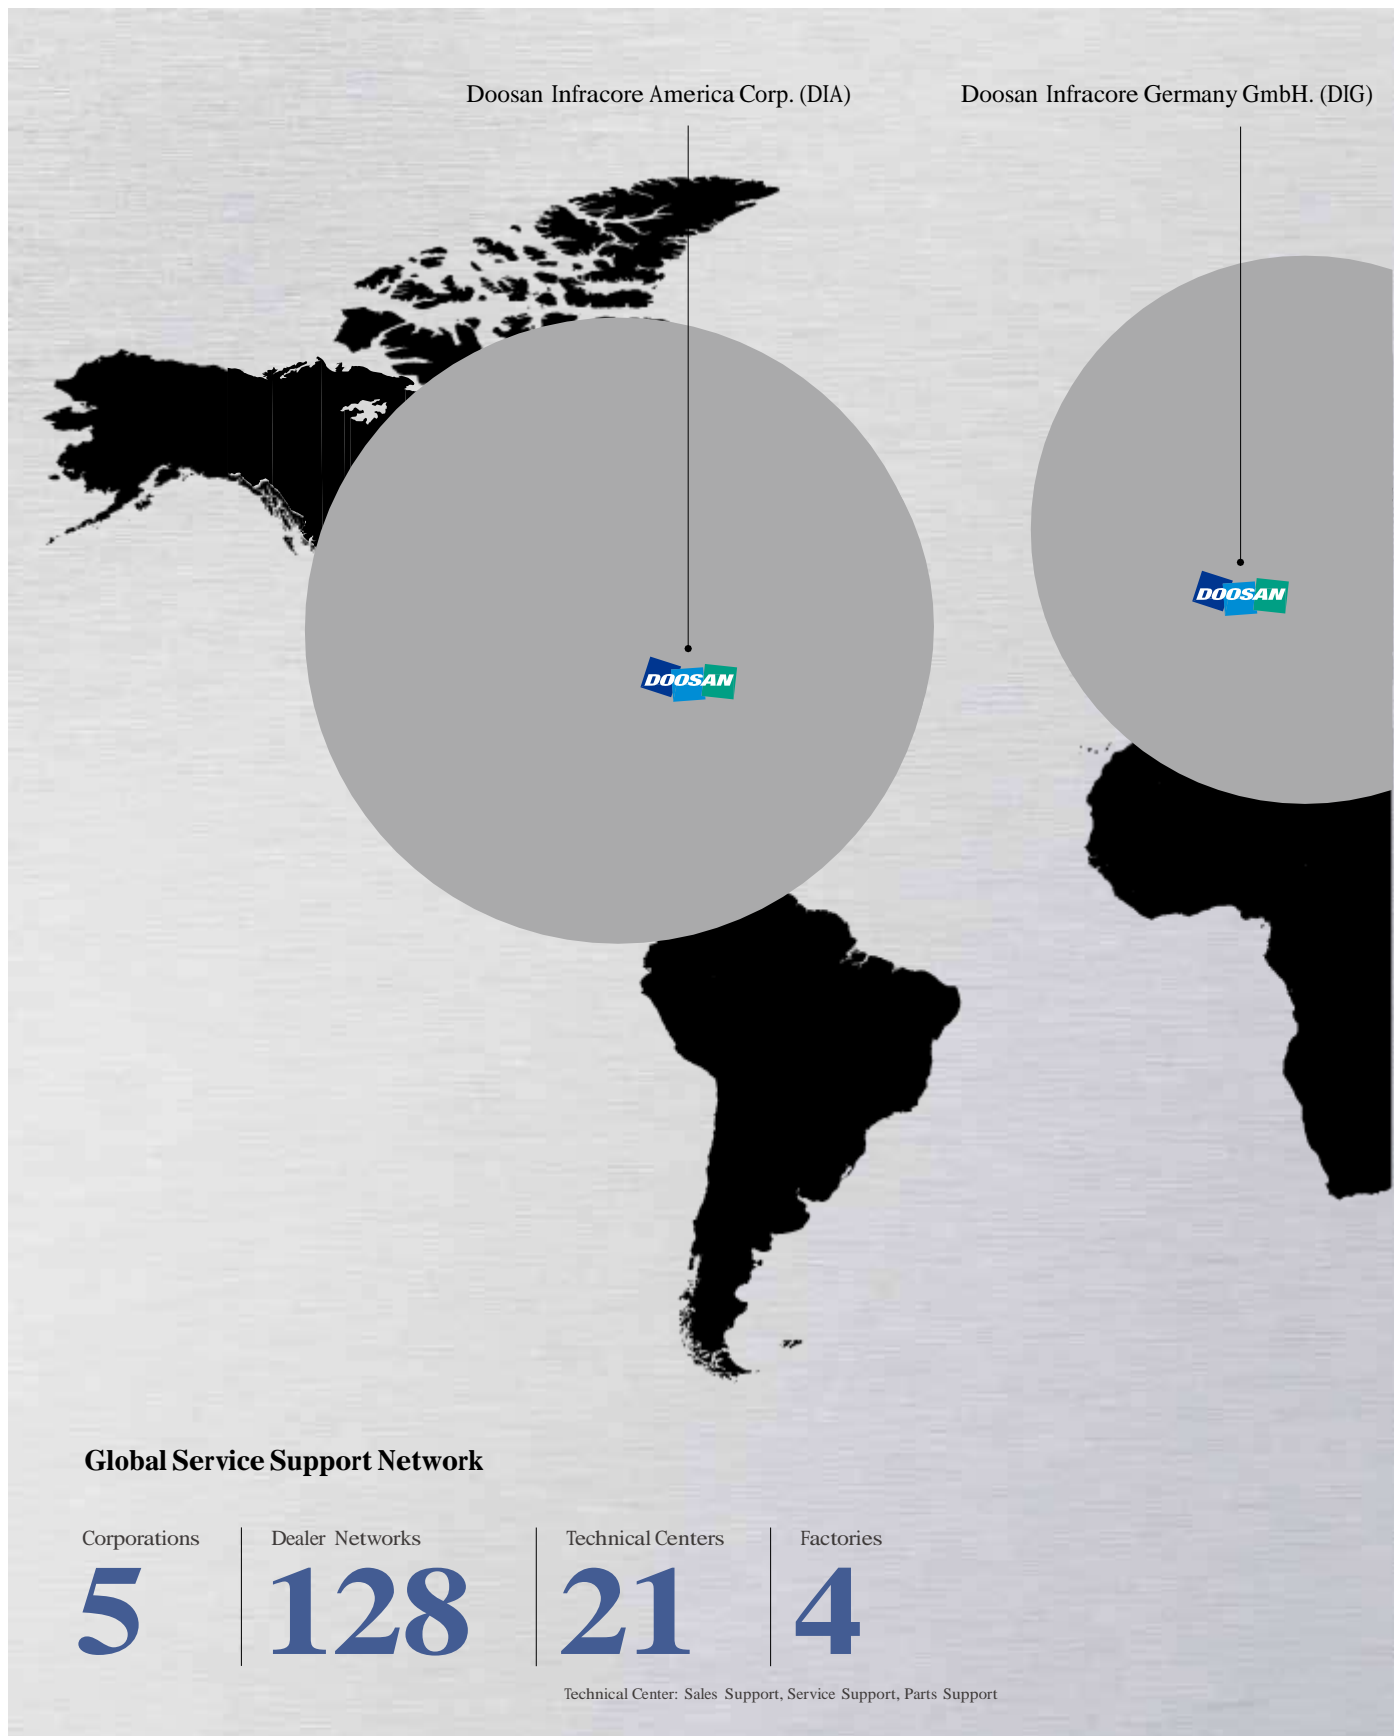 Doosan Infracore America Corp. (DIA)
Doosan Infracore Germany GmbH. (DIG)
DOOSAN
DOOSAN
Global Service Support Network
Corporations
5
Dealer Networks
128
Technical Centers
21
Factories
4
Technical Center: Sales Support, Service Support, Parts Support